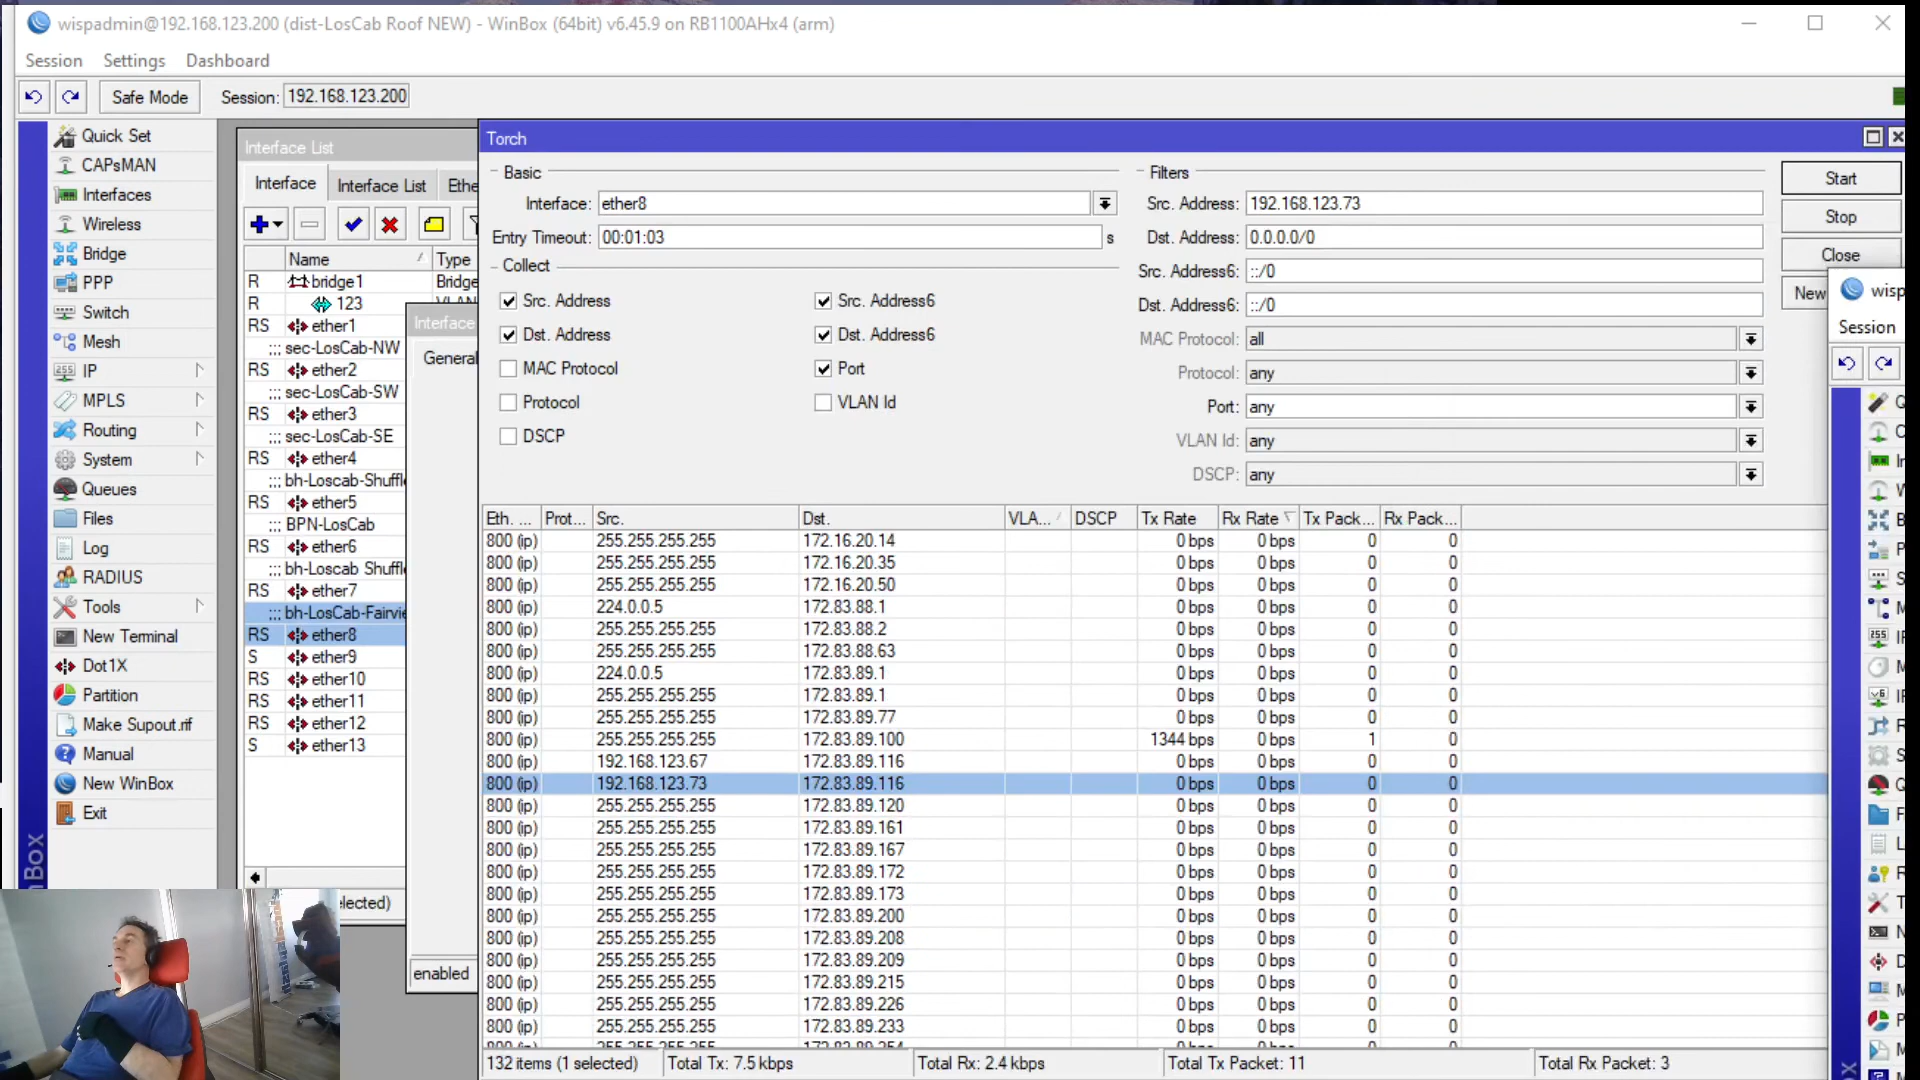 wispadmin@192.168.123.200 (dist-LosCab Roof NEW) - WinBox (64bit) v6.45.9 on RB1100AHx4 (arm)
Session Settings Dashboard
Safe Mode Session: 192.168.123.200
Quick Set
CAPsMAN
Interfaces
Wireless
Bridge
PPP
Switch
Mesh
IP
MPLS
Routing
System
Queues
Files
Log
RADIUS
Tools
New Terminal
Dot1X
Partition
Make Supout.rif
Manual
New WinBox
Exit
Interface List
Interface Interface List Ethe
Name Type
R bridge1 Bridge
R 123 VLAN
RS ether1
;;; sec-LosCab-NW
RS ether2
;;; sec-LosCab-SW
RS ether3
;;; sec-LosCab-SE
RS ether4
;;; bh-Loscab-Shuffl
RS ether5
;;; BPN-LosCab
RS ether6
;;; bh-Loscab Shuffl
RS ether7
;;; bh-LosCab-Fairvie
RS ether8
S ether9
RS ether10
RS ether11
RS ether12
S ether13
elected)
Interface
General
enabled
Torch
Basic
Interface: ether8
Entry Timeout: 00:01:03 s
Collect
Src. Address Src. Address6
Dst. Address Dst. Address6
MAC Protocol Port
Protocol VLAN Id
DSCP
Filters
Src. Address: 192.168.123.73
Dst. Address: 0.0.0.0/0
Src. Address6: ::/0
Dst. Address6: ::/0
MAC Protocol: all
Protocol: any
Port: any
VLAN Id: any
DSCP: any
Start
Stop
Close
New
wisp
Session
Eth. ... Prot... Src. Dst. VLA... DSCP Tx Rate Rx Rate Tx Pack... Rx Pack...
800 (ip) 255.255.255.255 172.16.20.14 0 bps 0 bps 0 0
800 (ip) 255.255.255.255 172.16.20.35 0 bps 0 bps 0 0
800 (ip) 255.255.255.255 172.16.20.50 0 bps 0 bps 0 0
800 (ip) 224.0.0.5 172.83.88.1 0 bps 0 bps 0 0
800 (ip) 255.255.255.255 172.83.88.2 0 bps 0 bps 0 0
800 (ip) 255.255.255.255 172.83.88.63 0 bps 0 bps 0 0
800 (ip) 224.0.0.5 172.83.89.1 0 bps 0 bps 0 0
800 (ip) 255.255.255.255 172.83.89.1 0 bps 0 bps 0 0
800 (ip) 255.255.255.255 172.83.89.77 0 bps 0 bps 0 0
800 (ip) 255.255.255.255 172.83.89.100 1344 bps 0 bps 1 0
800 (ip) 192.168.123.67 172.83.89.116 0 bps 0 bps 0 0
800 (ip) 192.168.123.73 172.83.89.116 0 bps 0 bps 0 0
800 (ip) 255.255.255.255 172.83.89.120 0 bps 0 bps 0 0
800 (ip) 255.255.255.255 172.83.89.161 0 bps 0 bps 0 0
800 (ip) 255.255.255.255 172.83.89.167 0 bps 0 bps 0 0
800 (ip) 255.255.255.255 172.83.89.172 0 bps 0 bps 0 0
800 (ip) 255.255.255.255 172.83.89.173 0 bps 0 bps 0 0
800 (ip) 255.255.255.255 172.83.89.200 0 bps 0 bps 0 0
800 (ip) 255.255.255.255 172.83.89.208 0 bps 0 bps 0 0
800 (ip) 255.255.255.255 172.83.89.209 0 bps 0 bps 0 0
800 (ip) 255.255.255.255 172.83.89.215 0 bps 0 bps 0 0
800 (ip) 255.255.255.255 172.83.89.226 0 bps 0 bps 0 0
800 (ip) 255.255.255.255 172.83.89.233 0 bps 0 bps 0 0
132 items (1 selected) Total Tx: 7.5 kbps Total Rx: 2.4 kbps Total Tx Packet: 11 Total Rx Packet: 3